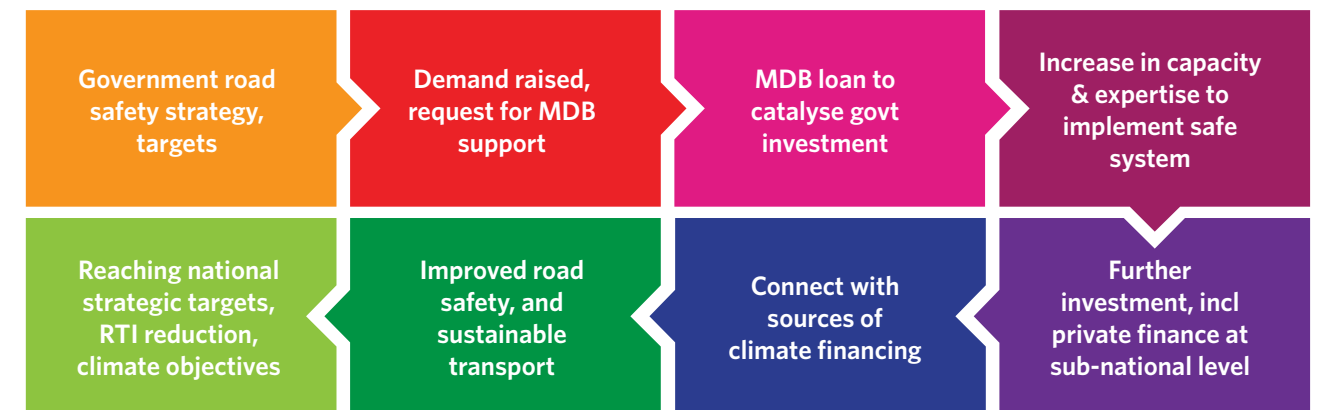 Government road
safety strategy,
targets
Demand raised,
request for MDB
support
MDB loan to
catalyse govt
investment
Increase in capacity
& expertise to
implement safe
system
Further
investment, incl
private finance at
sub-national level
Connect with
sources of
climate financing
Improved road
safety, and
sustainable
transport
Reaching national
strategic targets,
RTI reduction,
climate objectives